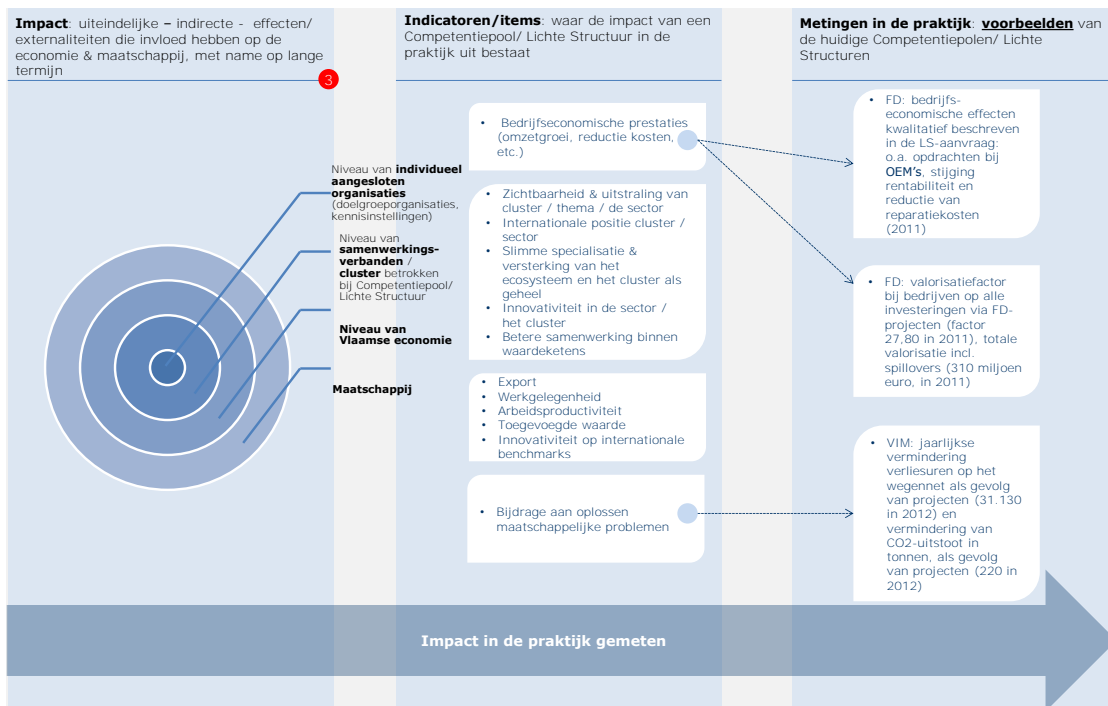 Impact: uiteindelijke – indirecte - effecten/
externaliteiten die invloed hebben op de
economie & maatschappij, met name op lange
termijn
3
Niveau van individueel
aangesloten
organisaties
(doelgroeporganisaties,
kennisinstellingen)
Niveau van
samenwerkings-
verbanden /
cluster betrokken
bij Competentiepool/
Lichte Structuur
Niveau van
Vlaamse economie
Maatschappij
Indicatoren/items: waar de impact van een
Competentiepool/ Lichte Structuur in de
praktijk uit bestaat
• Bedrijfseconomische prestaties
(omzetgroei, reductie kosten,
etc.)
• Zichtbaarheid & uitstraling van
cluster / thema / de sector
• Internationale positie cluster /
sector
• Slimme specialisatie &
versterking van het
ecosysteem en het cluster als
geheel
• Innovativiteit in de sector /
het cluster
• Betere samenwerking binnen
waardeketens
• Export
• Werkgelegenheid
• Arbeidsproductiviteit
• Toegevoegde waarde
• Innovativiteit op internationale
benchmarks
• Bijdrage aan oplossen
maatschappelijke problemen
Metingen in de praktijk: voorbeelden van
de huidige Competentiepolen/ Lichte
Structuren
• FD: bedrijfs-
economische effecten
kwalitatief beschreven
in de LS-aanvraag:
o.a. opdrachten bij
OEM's, stijging
rentabiliteit en
reductie van
reparatiekosten
(2011)
• FD: valorisatiefactor
bij bedrijven op alle
investeringen via FD-
projecten (factor
27,80 in 2011), totale
valorisatie incl.
spillovers (310 miljoen
euro, in 2011)
• VIM: jaarlijkse
vermindering
verliesuren op het
wegennet als gevolg
van projecten (31.130
in 2012) en
vermindering van
CO2-uitstoot in
tonnen, als gevolg
van projecten (220 in
2012)
Impact in de praktijk gemeten